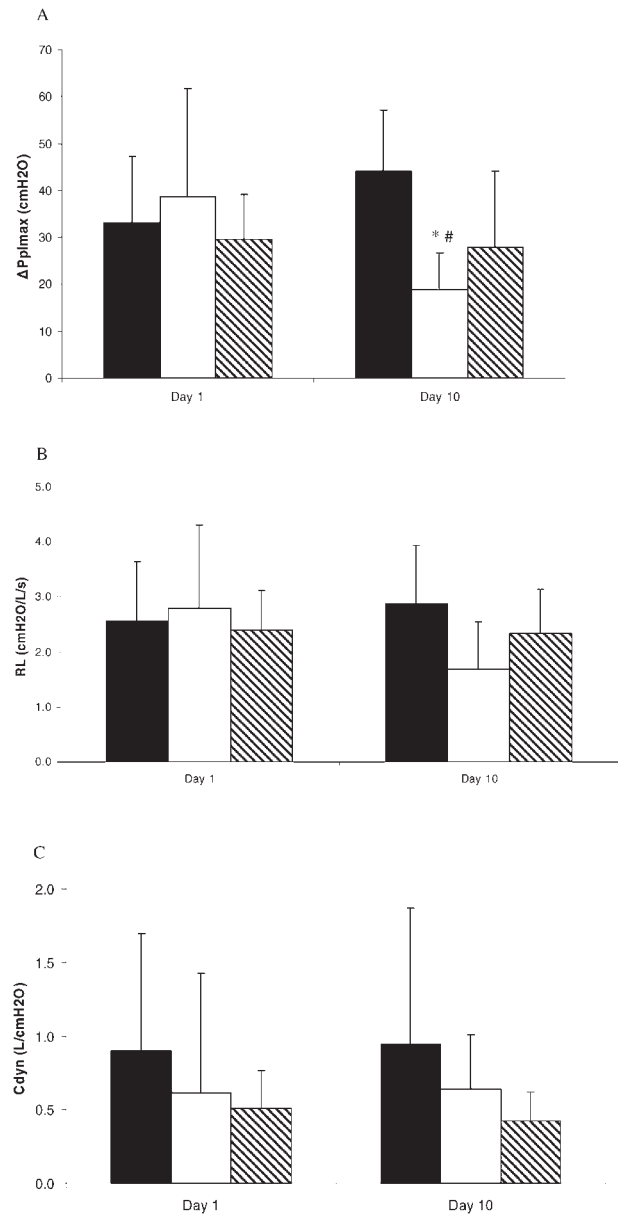 A
ΔPplmax (cmH2O)
70
60
50
40
30
20
10
0
* #
Day 1 Day 10
B
RL (cmH2O/L/s)
5.0
4.0
3.0
2.0
1.0
0.0
Day 1 Day 10
C
Cdyn (L/cmH2O)
2.0
1.5
1.0
0.5
0.0
Day 1 Day 10